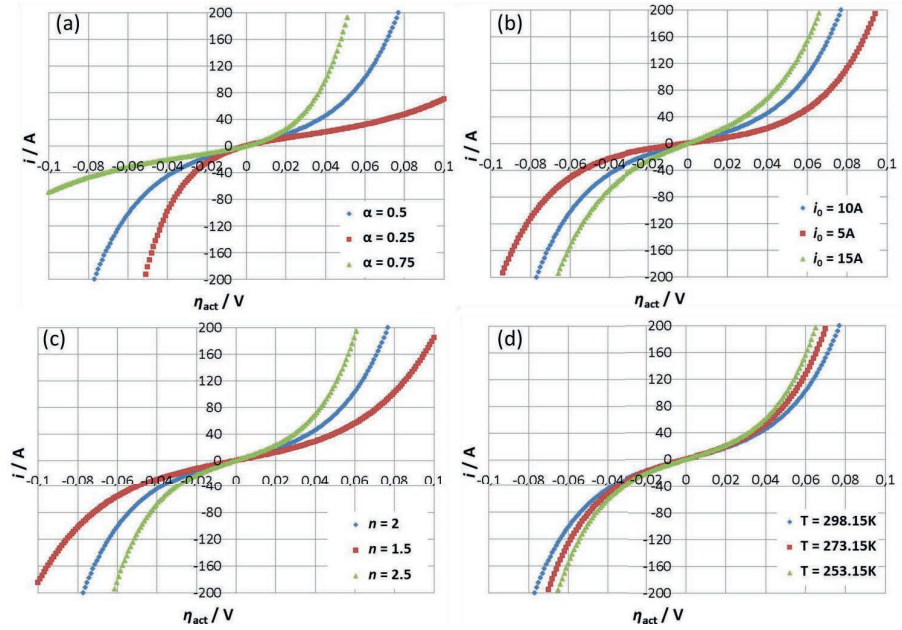 (a)
200
160
120
80
40
0
-0,1 -0,08 -0,06 -0,04 -0,02 0 0,02 0,04 0,06 0,08 0,1
-40
-80
-120
-160
-200
i / A
α = 0.5
α = 0.25
α = 0.75
ηact / V
(b)
200
160
120
80
40
0
-0,1 -0,08 -0,06 -0,04 -0,02 0 0,02 0,04 0,06 0,08 0,1
-40
-80
-120
-160
-200
i / A
i0 = 10A
i0 = 5A
i0 = 15A
ηact / V
(c)
200
160
120
80
40
0
-0,1 -0,08 -0,06 -0,04 -0,02 0 0,02 0,04 0,06 0,08 0,1
-40
-80
-120
-160
-200
i / A
n = 2
n = 1.5
n = 2.5
ηact / V
(d)
200
160
120
80
40
0
-0,1 -0,08 -0,06 -0,04 -0,02 0 0,02 0,04 0,06 0,08 0,1
-40
-80
-120
-160
-200
i / A
T = 298.15K
T = 273.15K
T = 253.15K
ηact / V